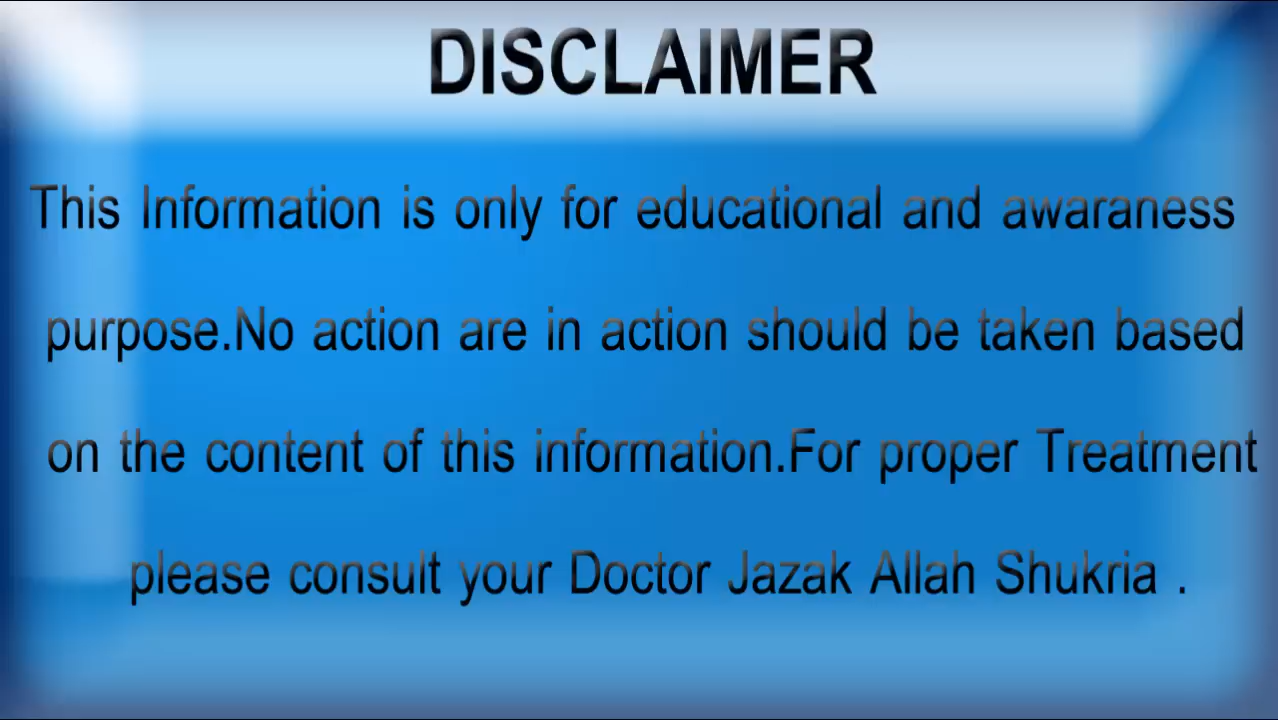 DISCLAIMER
This Information is only for educational and awaraness
purpose.No action are in action should be taken based
on the content of this information.For proper Treatment
please consult your Doctor Jazak Allah Shukria .